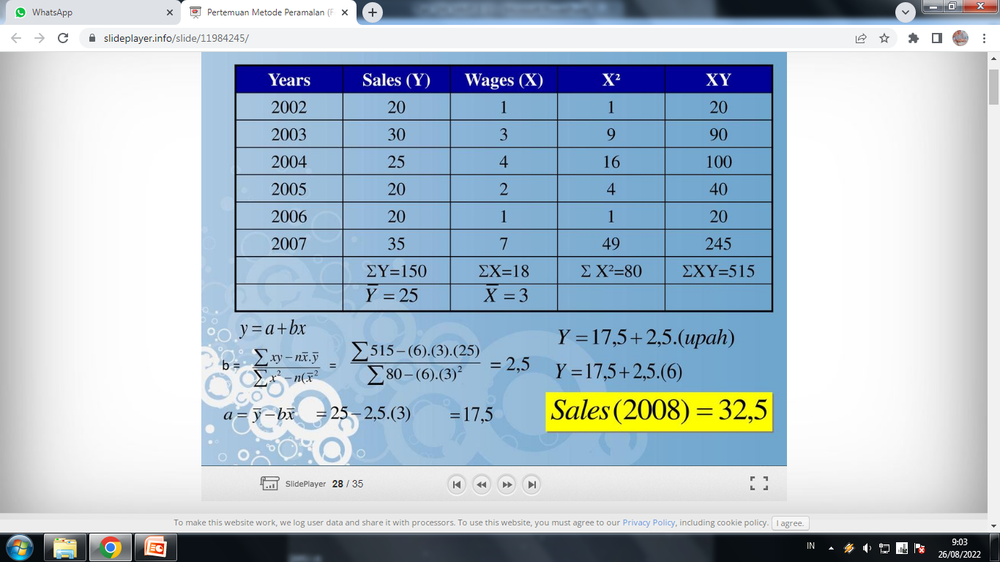 WhatsApp
Pertemuan Metode Peramalan (F
slideplayer.info/slide/11984245/
Years Sales (Y) Wages (X) X² XY
2002 20 1 1 20
2003 30 3 9 90
2004 25 4 16 100
2005 20 2 4 40
2006 20 1 1 20
2007 35 7 49 245
ΣY=150 ΣX=18 Σ X²=80 ΣXY=515
Y̅ = 25 X̅ = 3
y = a + bx
b = (∑ xy − nx̅.y̅) / (∑ x² − n(x̅²) = (∑ 515 − (6).(3).(25)) / (∑ 80 − (6).(3)²) = 2,5
a = y̅ − bx̅ = 25 − 2,5.(3) = 17,5
Y = 17,5 + 2,5.(upah)
Y = 17,5 + 2,5.(6)
Sales (2008) = 32,5
SlidePlayer 28 / 35
To make this website work, we log user data and share it with processors. To use this website, you must agree to our Privacy Policy, including cookie policy. I agree.
IN
9:03
26/08/2022